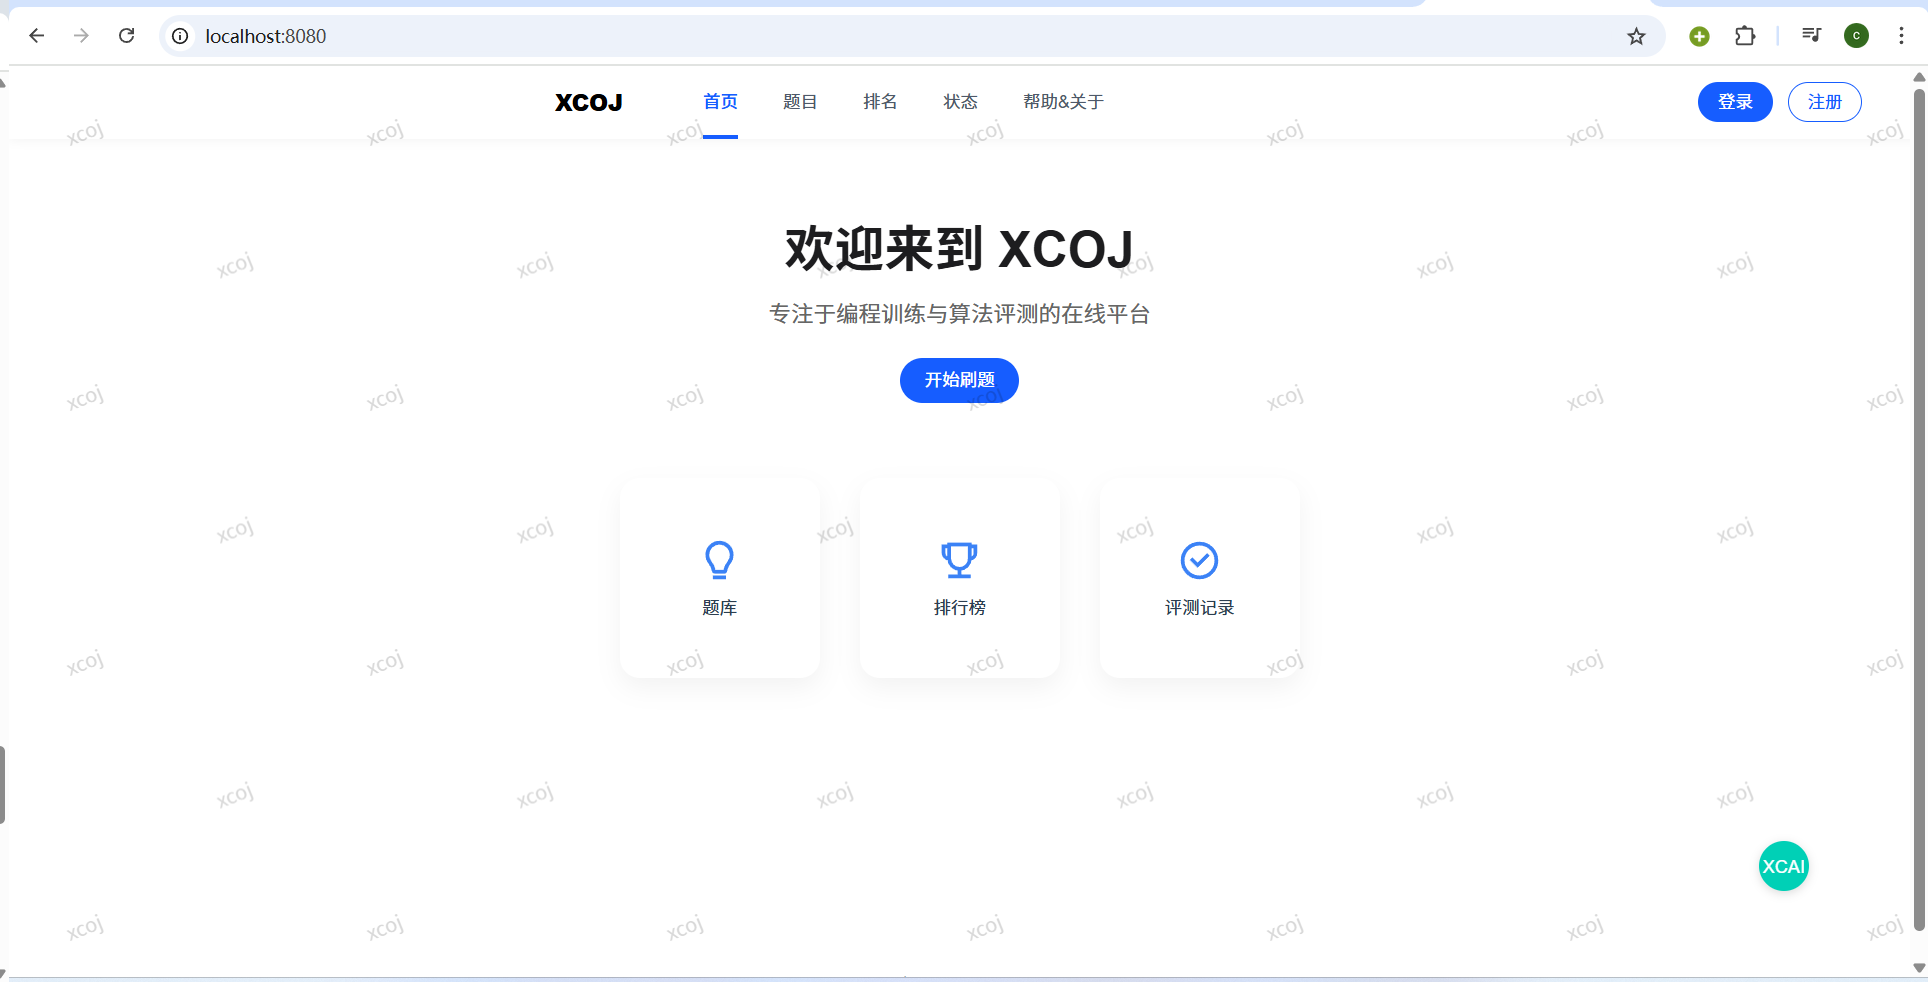 localhost:8080
C
XCOJ 首页 题目 排名 状态 帮助&关于 登录 注册
xcoj xcoj xcoj xcoj xcoj xcoj xcoj
欢迎来到 XCOJ
xcoj xcoj xcoj xcoj xcoj xcoj
专注于编程训练与算法评测的在线平台
开始刷题
xcoj xcoj xcoj xcoj xcoj xcoj xcoj
xcoj xcoj xcoj xcoj xcoj xcoj
题库 排行榜 评测记录
xcoj xcoj xcoj xcoj xcoj xcoj xcoj
xcoj xcoj xcoj xcoj xcoj xcoj
XCAI
xcoj xcoj xcoj xcoj xcoj xcoj xcoj